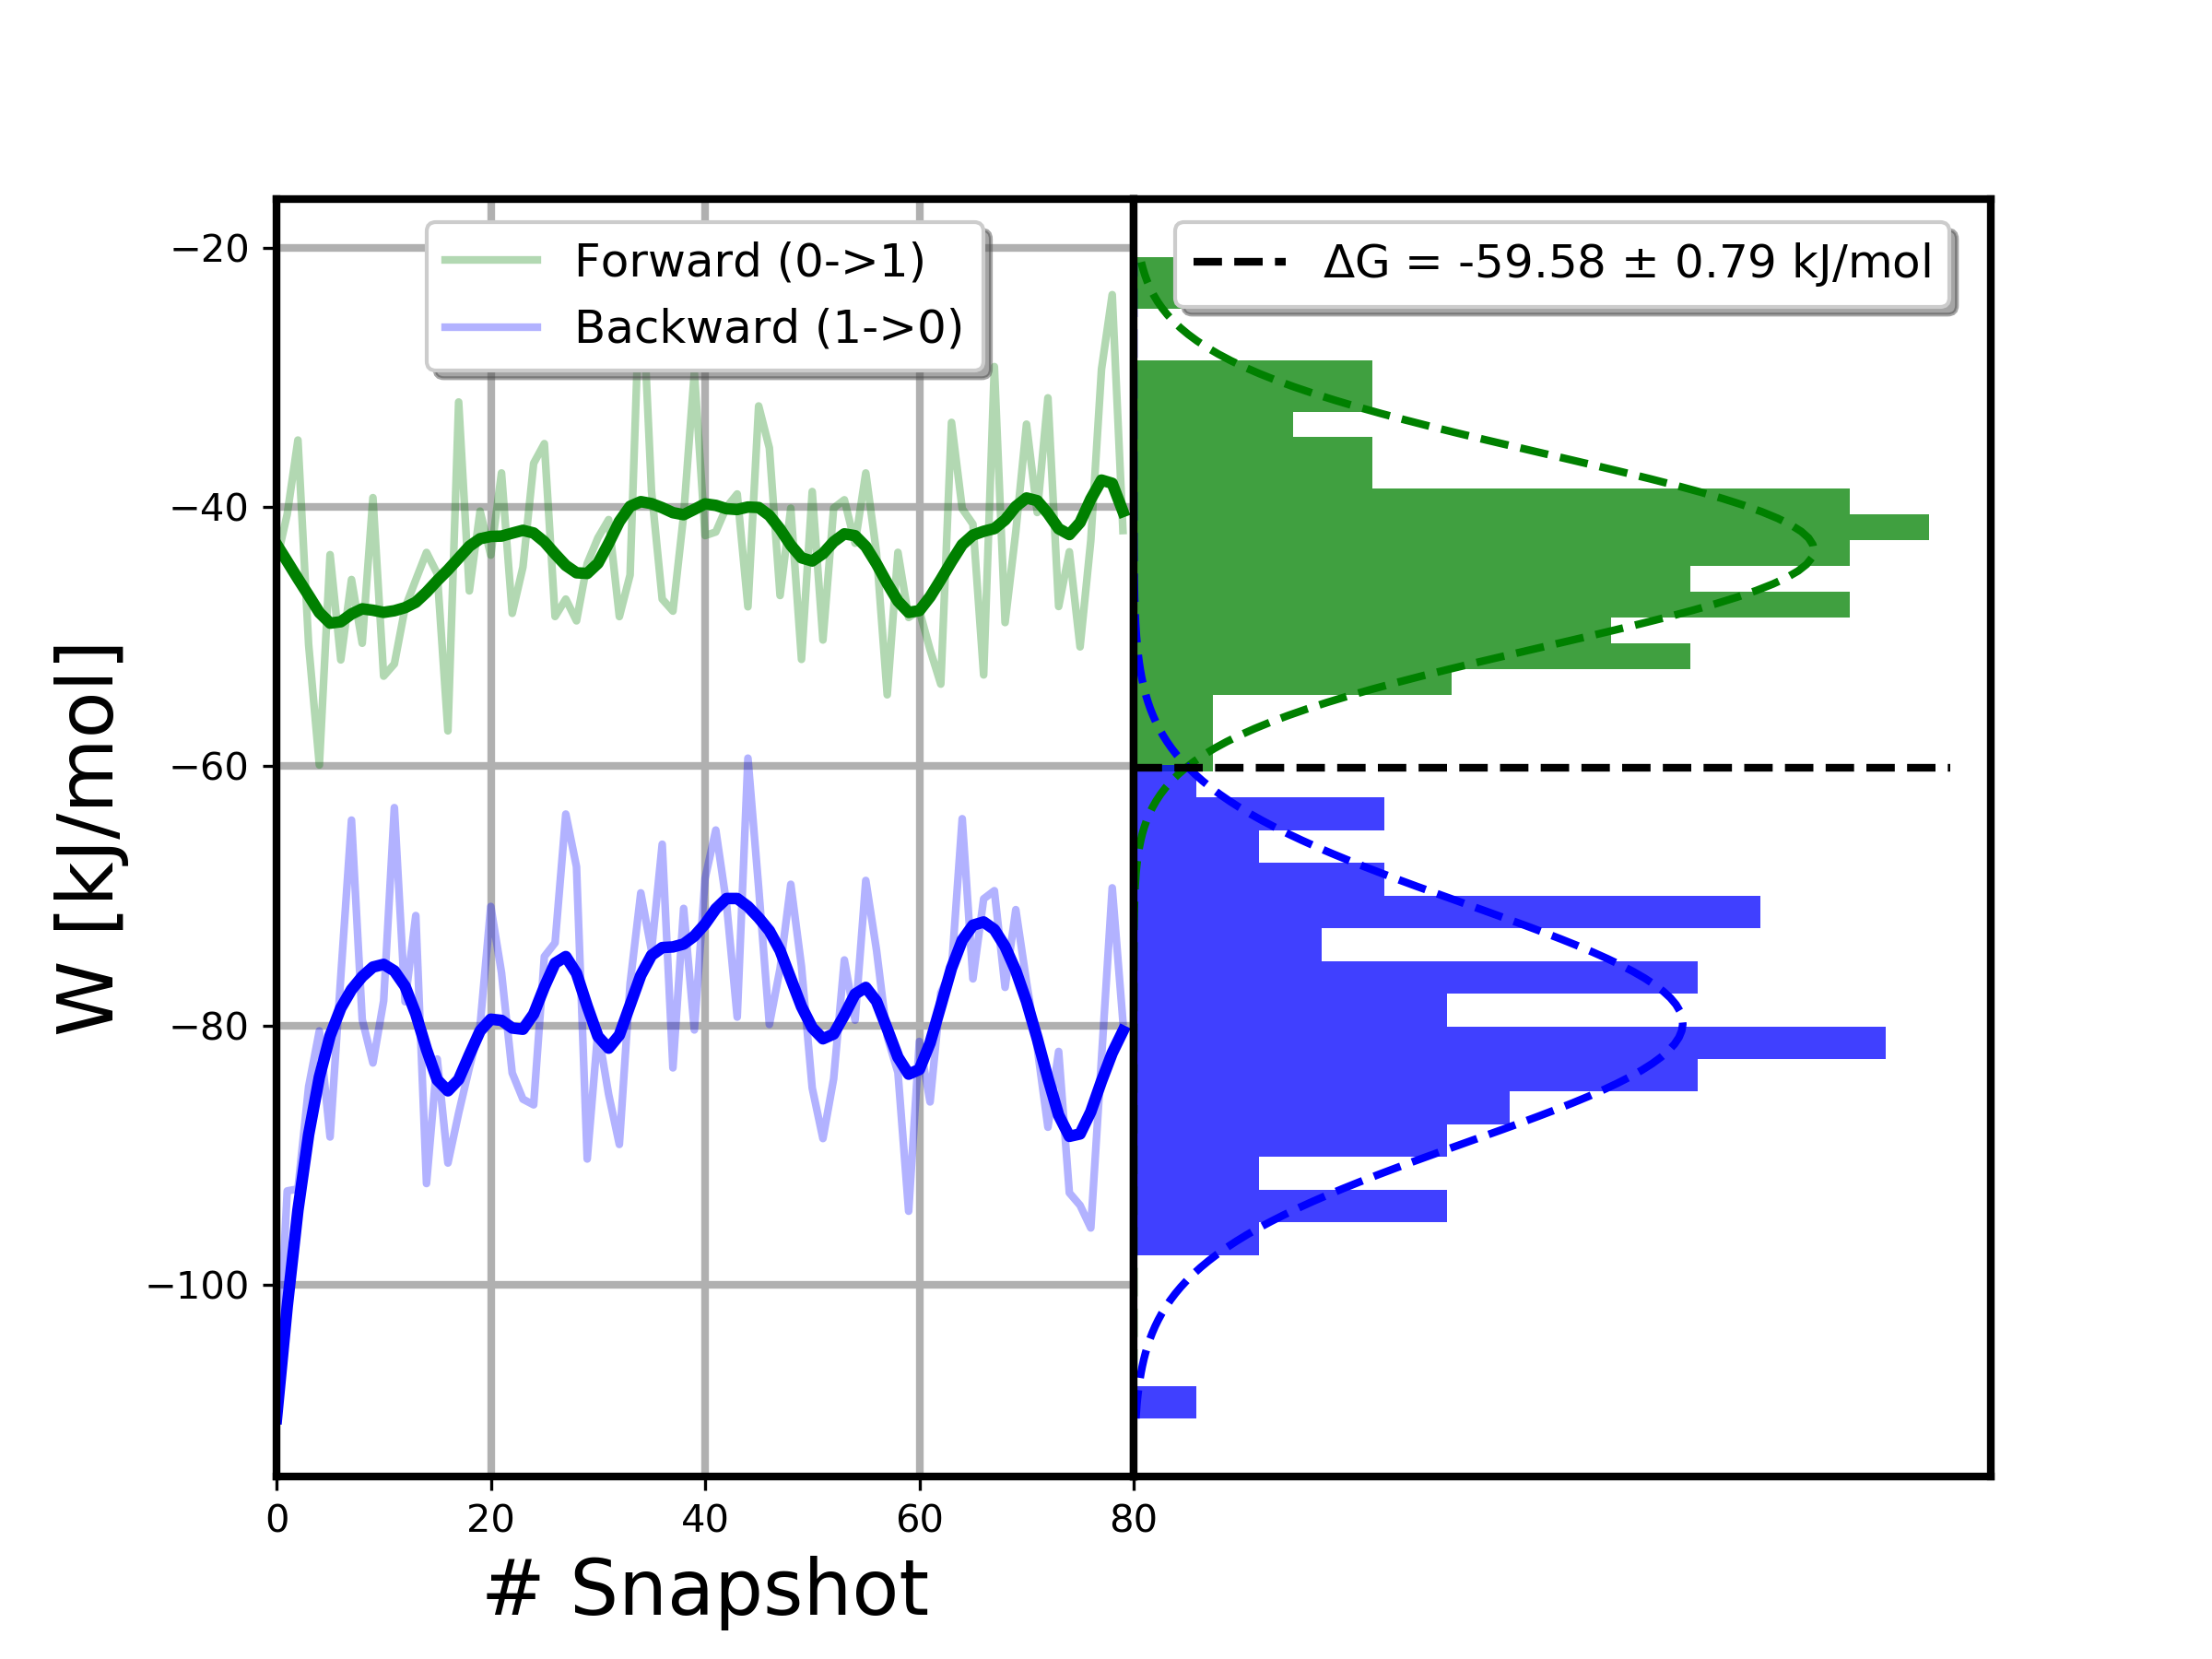 Forward (0->1)
Backward (1->0)
ΔG = -59.58 ± 0.79 kJ/mol
W [kJ/mol]
−20
−40
−60
−80
−100
0 20 40 60 80
# Snapshot